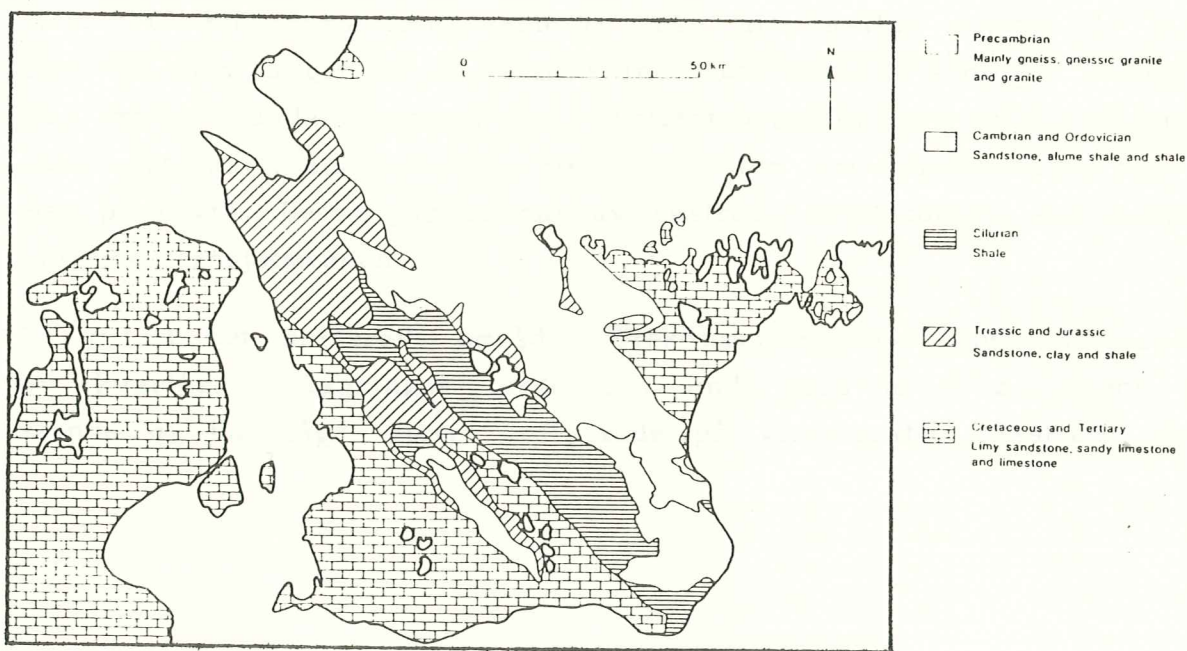 0 50 km
N
Precambrian
Mainly gneiss, gneissic granite
and granite
Cambrian and Ordovician
Sandstone, alume shale and shale
Silurian
Shale
Triassic and Jurassic
Sandstone, clay and shale
Cretaceous and Tertiary
Limy sandstone, sandy limestone
and limestone